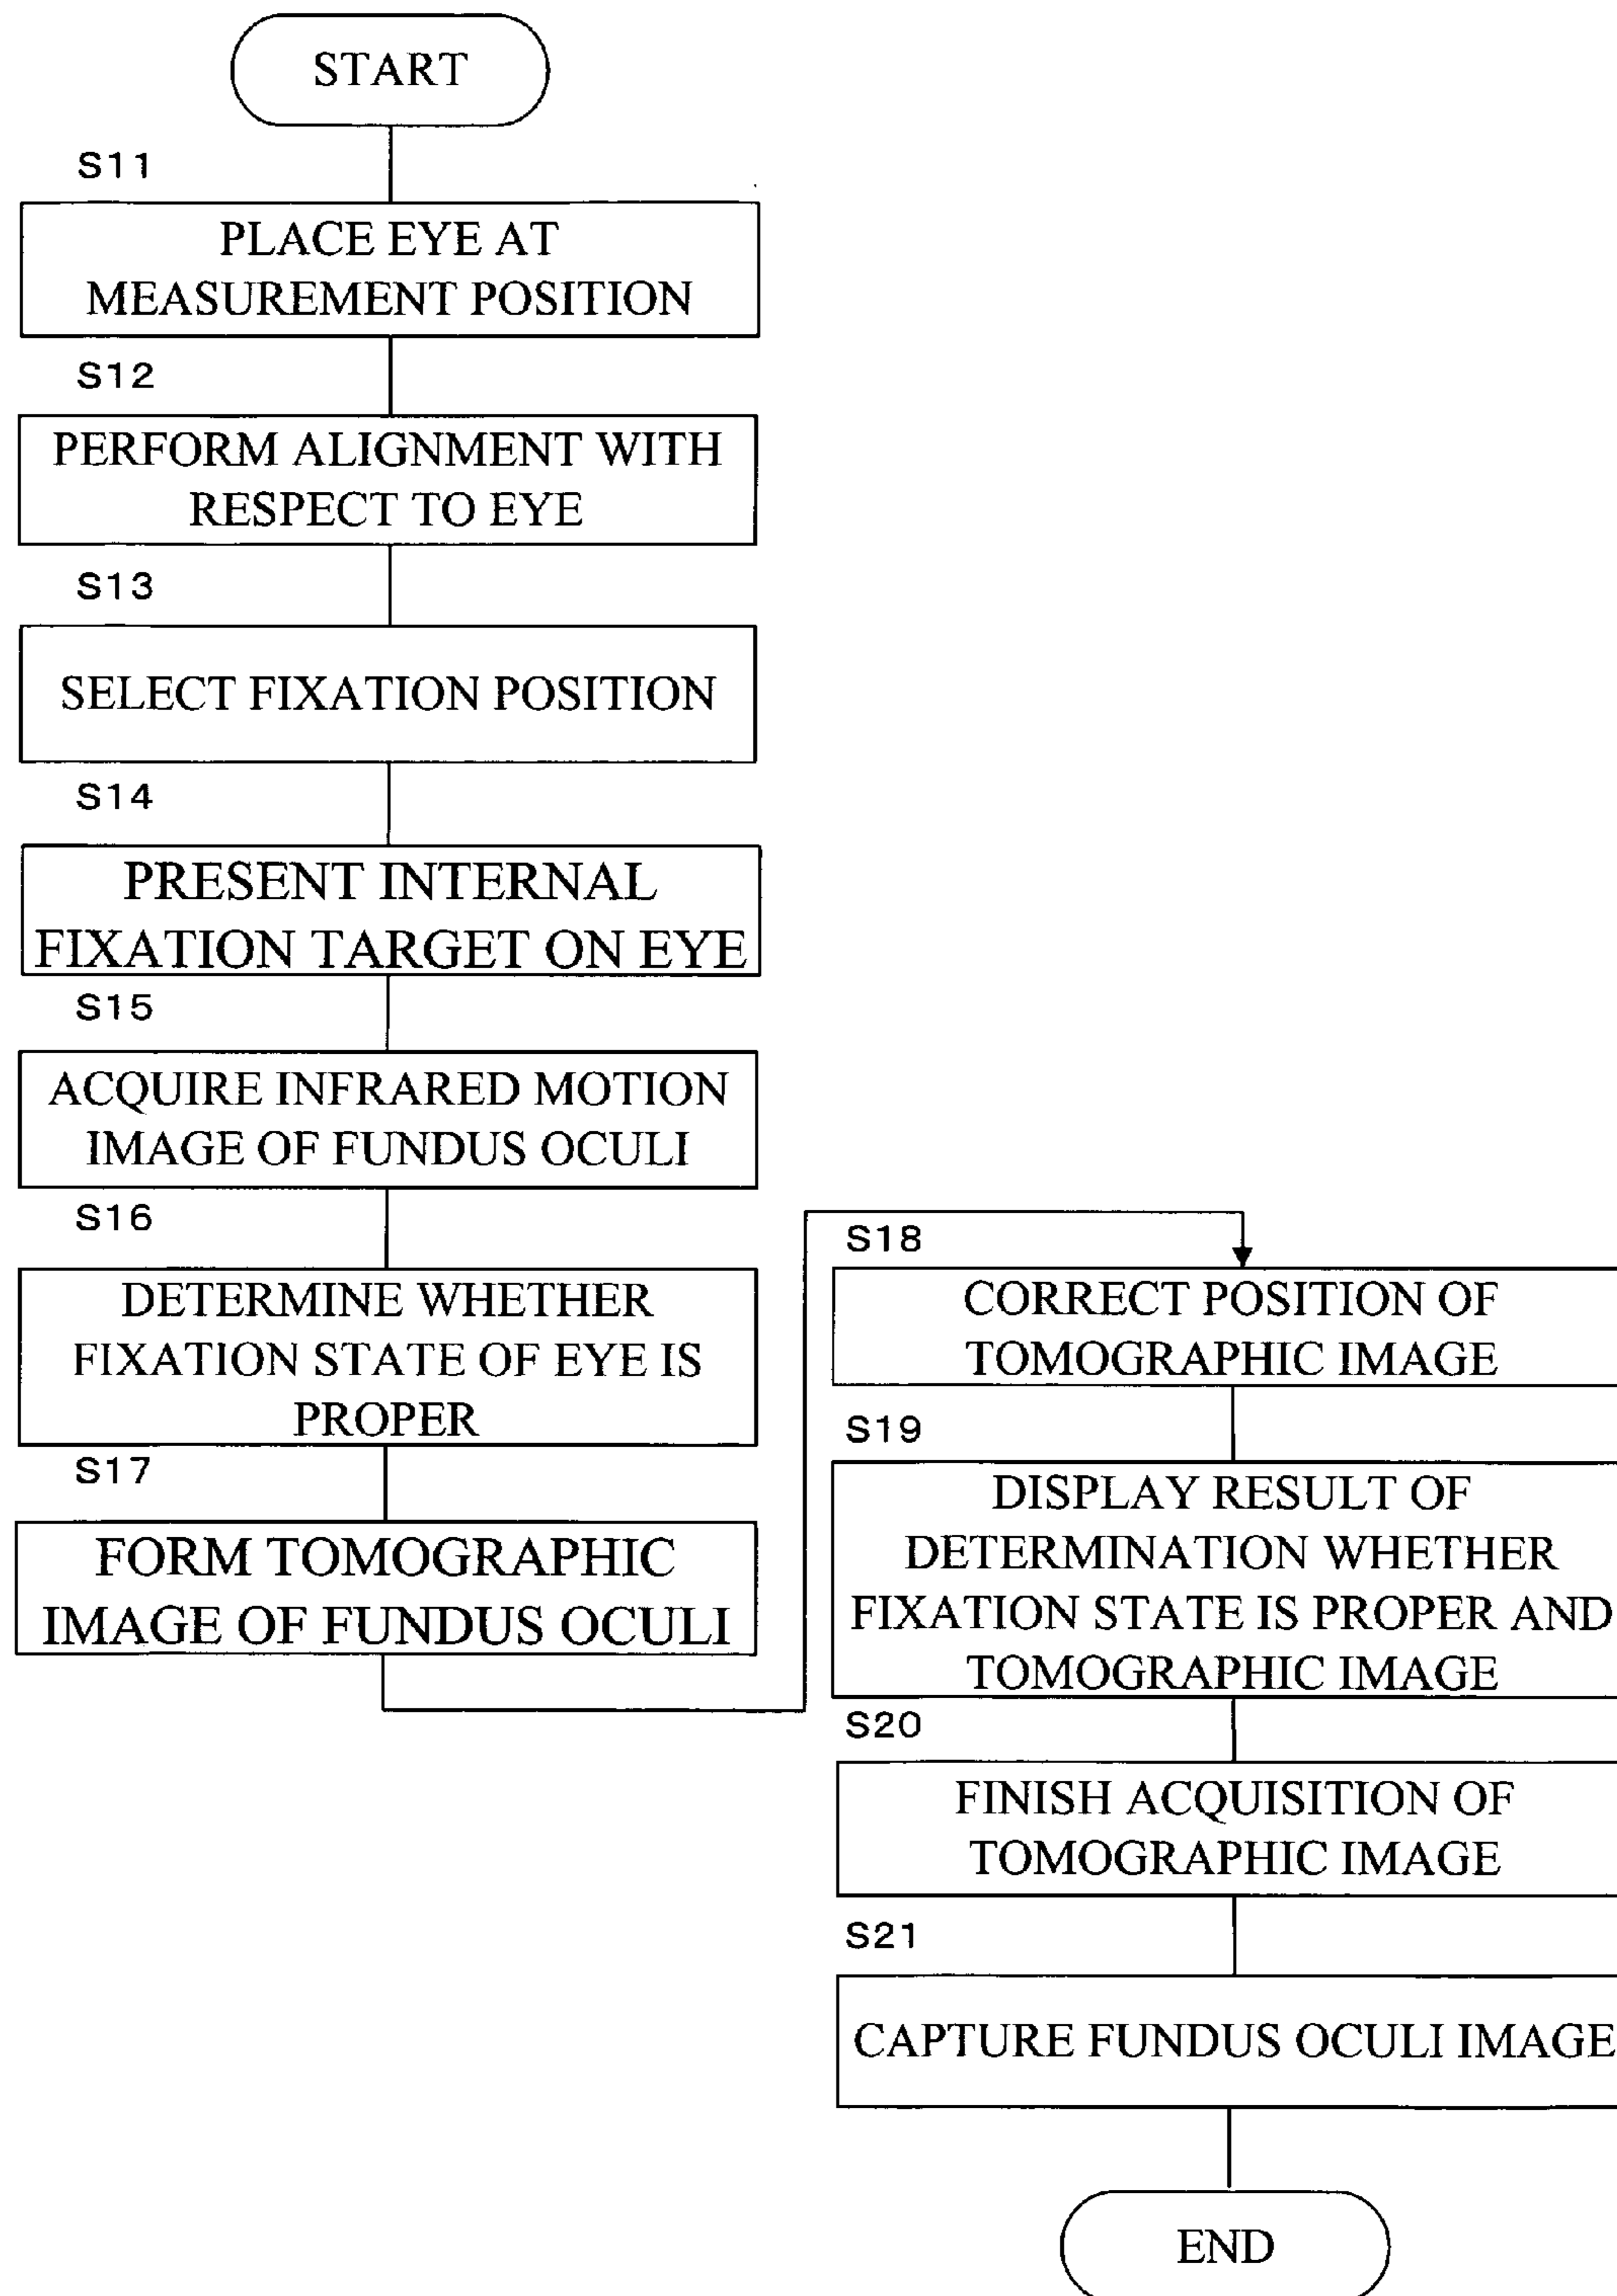 START
S11
PLACE EYE AT
MEASUREMENT POSITION
S12
PERFORM ALIGNMENT WITH
RESPECT TO EYE
S13
SELECT FIXATION POSITION
S14
PRESENT INTERNAL
FIXATION TARGET ON EYE
S15
ACQUIRE INFRARED MOTION
IMAGE OF FUNDUS OCULI
S16
DETERMINE WHETHER
FIXATION STATE OF EYE IS
PROPER
S17
FORM TOMOGRAPHIC
IMAGE OF FUNDUS OCULI
S18
CORRECT POSITION OF
TOMOGRAPHIC IMAGE
S19
DISPLAY RESULT OF
DETERMINATION WHETHER
FIXATION STATE IS PROPER AND
TOMOGRAPHIC IMAGE
S20
FINISH ACQUISITION OF
TOMOGRAPHIC IMAGE
S21
CAPTURE FUNDUS OCULI IMAGE
END